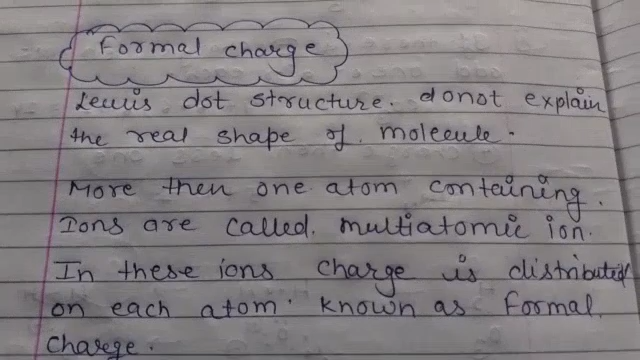 Formal charge
Lewis dot structure. donot explain
the real shape of molecule.
More then one atom containing.
Ions are called. multiatomic ion.
In these ions charge is distributed
on each atom. known as formal.
charge.